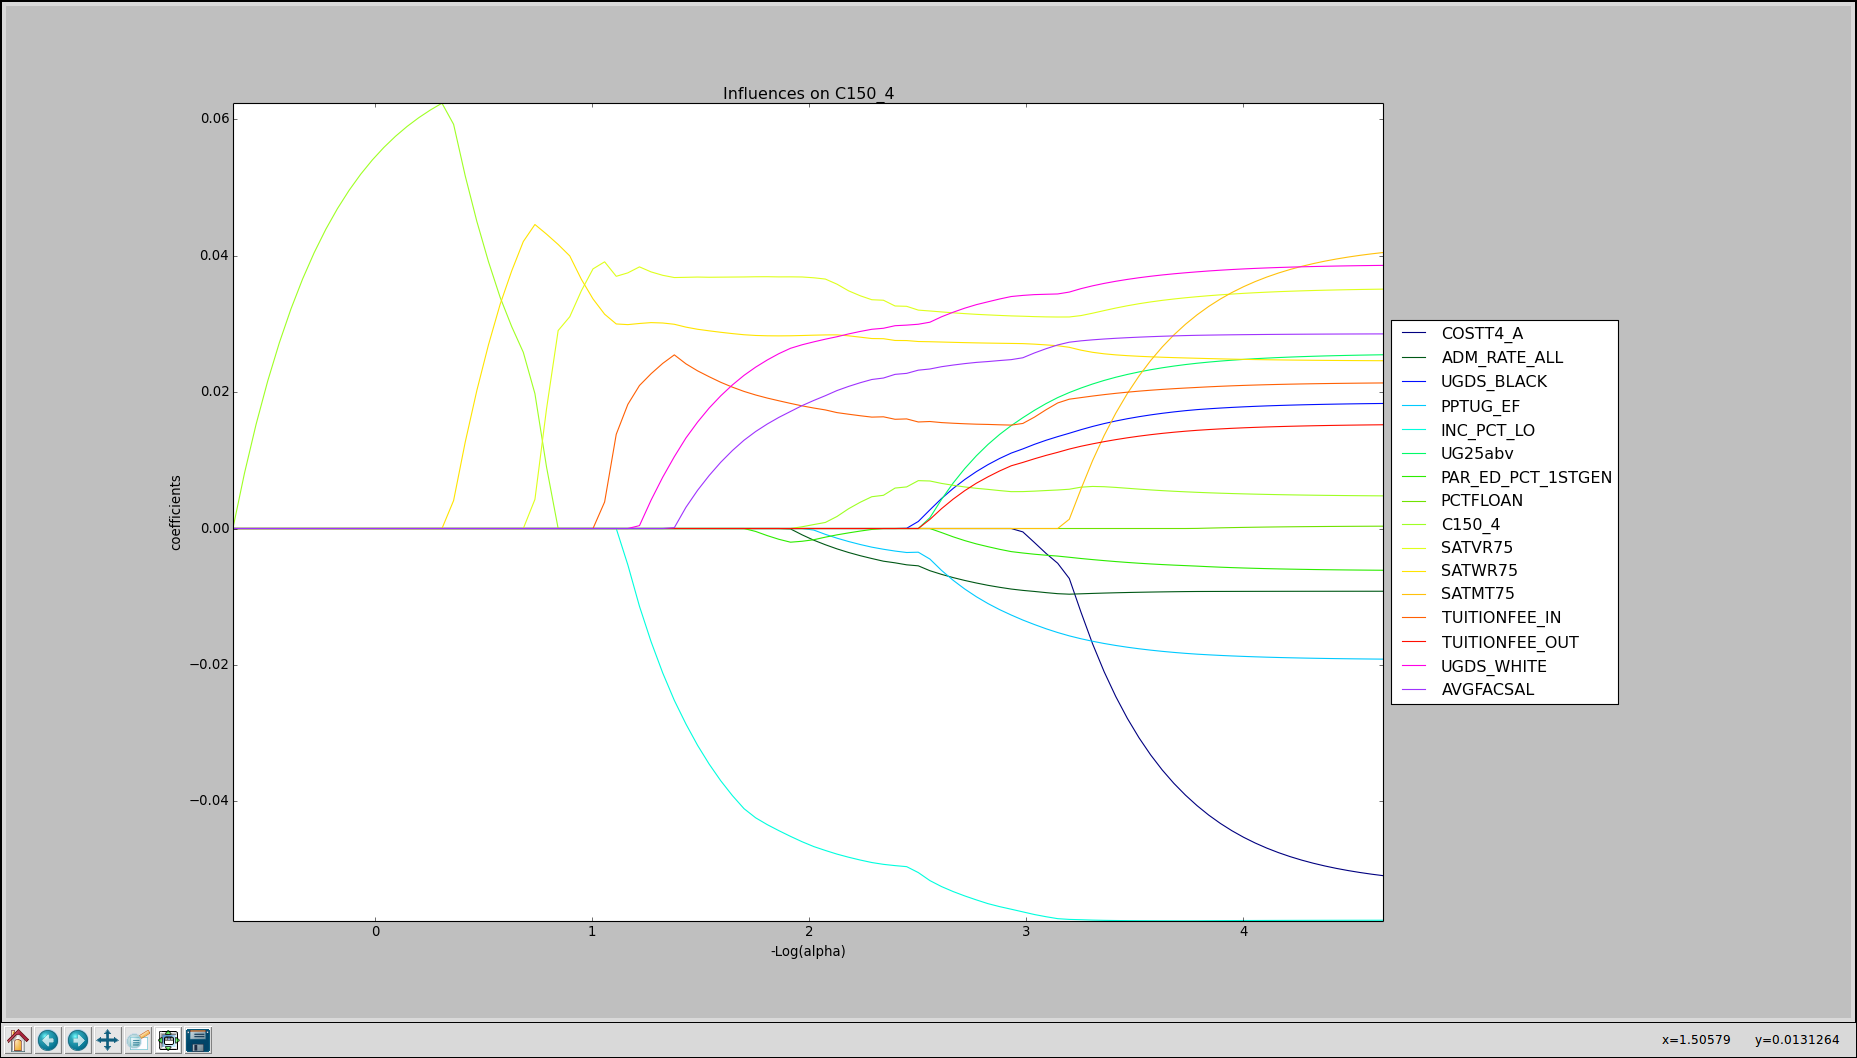 Influences on C150_4
0.06
0.04
0.02
0.00
−0.02
−0.04
coefficients
0
1
2
3
4
-Log(alpha)
COSTT4_A
ADM_RATE_ALL
UGDS_BLACK
PPTUG_EF
INC_PCT_LO
UG25abv
PAR_ED_PCT_1STGEN
PCTFLOAN
C150_4
SATVR75
SATWR75
SATMT75
TUITIONFEE_IN
TUITIONFEE_OUT
UGDS_WHITE
AVGFACSAL
x=1.50579 y=0.0131264